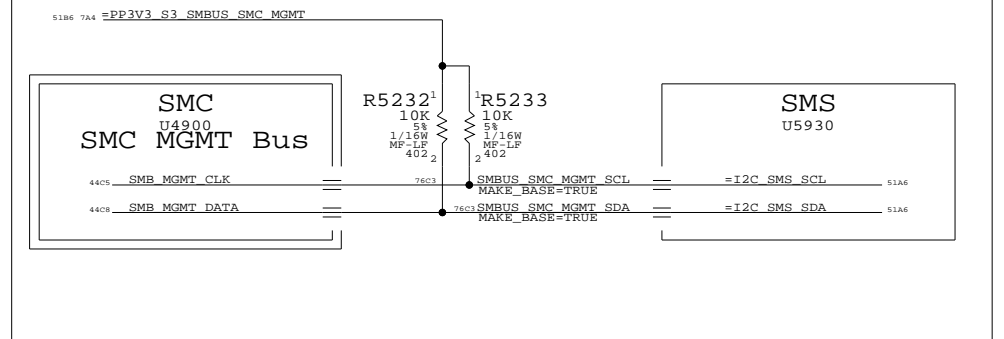 51B6 7A4 =PP3V3_S3_SMBUS_SMC_MGMT
SMC
U4900
SMC MGMT Bus
R5232 1
10K
5%
1/16W
MF-LF
402 2
1 R5233
10K
5%
1/16W
MF-LF
2 402
SMS
U5930
44C5 SMB_MGMT_CLK 76C3 SMBUS_SMC_MGMT_SCL =I2C_SMS_SCL 51A6
MAKE_BASE=TRUE
44C8 SMB_MGMT_DATA 76C3 SMBUS_SMC_MGMT_SDA =I2C_SMS_SDA 51A6
MAKE_BASE=TRUE